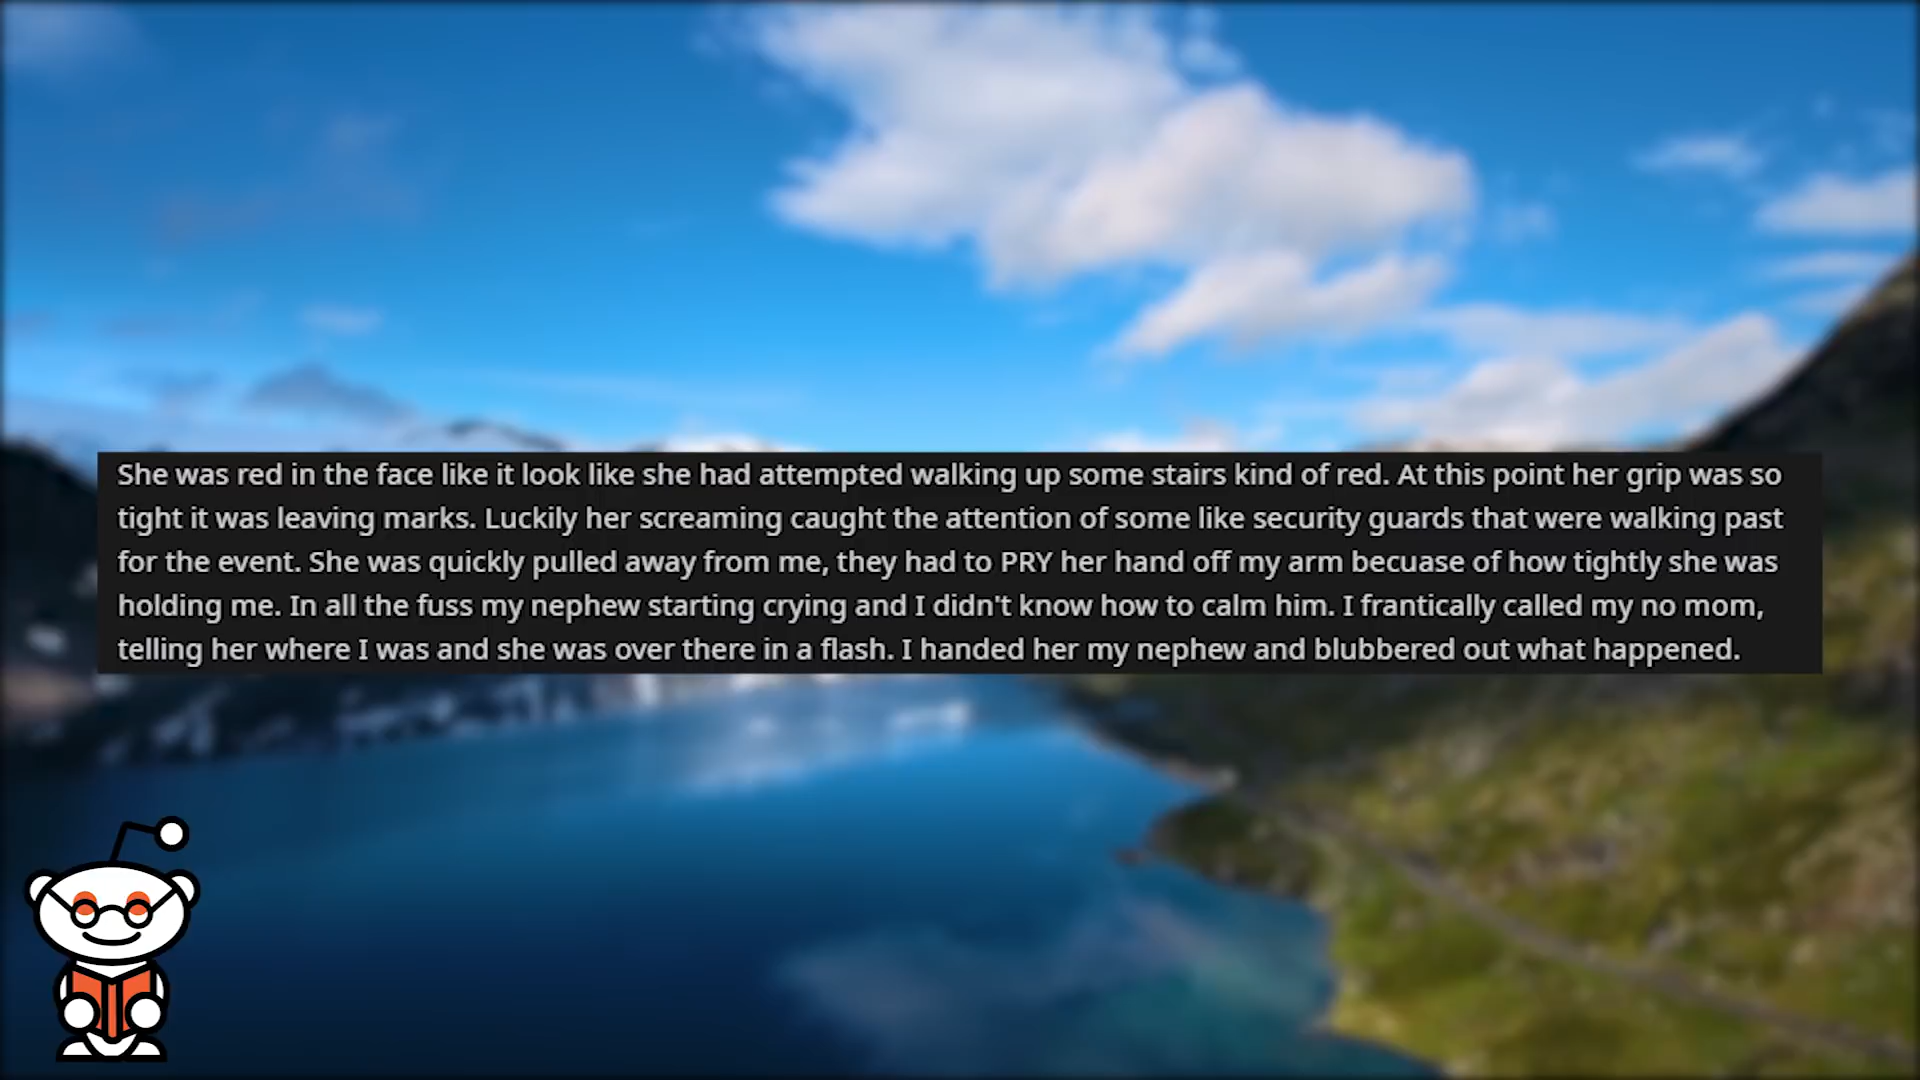 She was red in the face like it look like she had attempted walking up some stairs kind of red. At this point her grip was so
tight it was leaving marks. Luckily her screaming caught the attention of some like security guards that were walking past
for the event. She was quickly pulled away from me, they had to PRY her hand off my arm becuase of how tightly she was
holding me. In all the fuss my nephew starting crying and I didn't know how to calm him. I frantically called my no mom,
telling her where I was and she was over there in a flash. I handed her my nephew and blubbered out what happened.